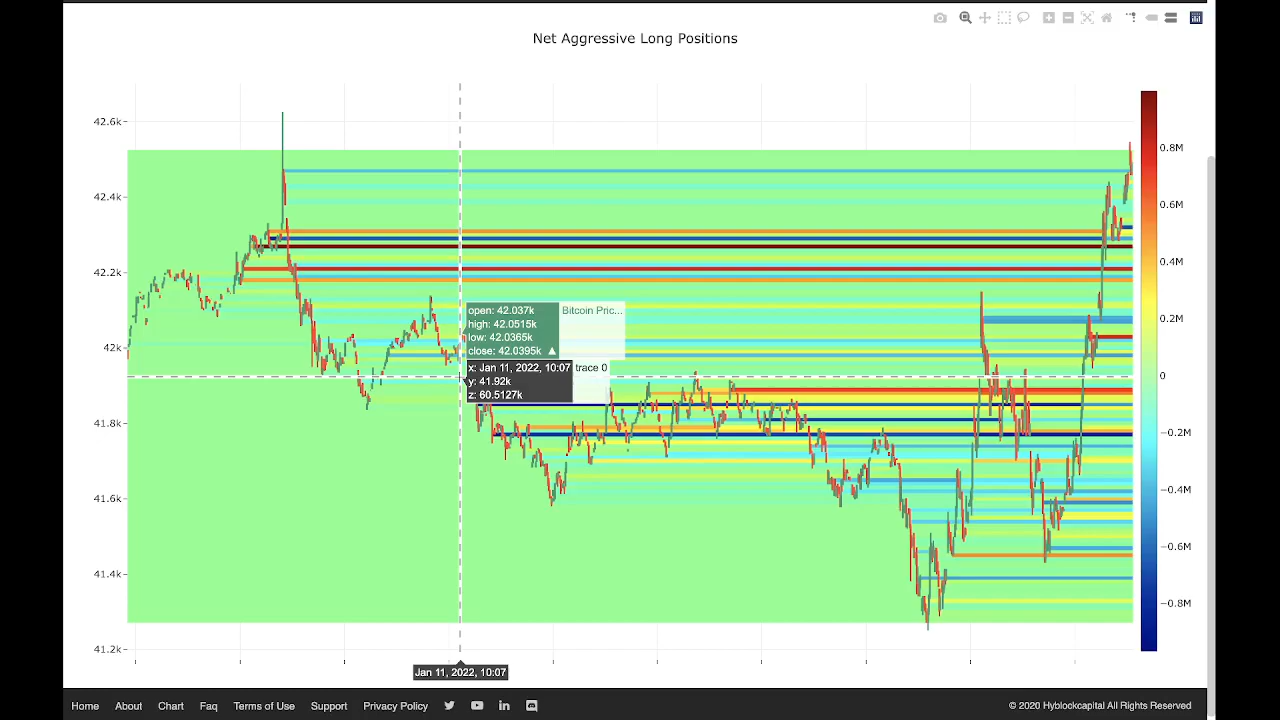 Net Aggressive Long Positions
42.6k
42.4k
42.2k
42k
41.8k
41.6k
41.4k
41.2k
open: 42.037k
high: 42.0515k
low: 42.0365k
close: 42.0395k ▲
Bitcoin Pric...
x: Jan 11, 2022, 10:07
y: 41.92k
z: 60.5127k
trace 0
0.8M
0.6M
0.4M
0.2M
0
−0.2M
−0.4M
−0.6M
−0.8M
Jan 11, 2022, 10:07
Home About Chart Faq Terms of Use Support Privacy Policy © 2020 Hyblockcapital All Rights Reserved